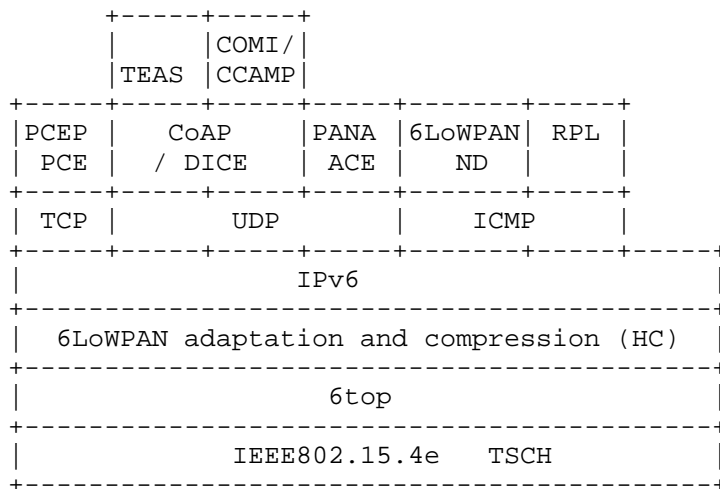 +-----+-----+
      |     |COMI/|
      |TEAS |CCAMP|
+-----+-----+-----+-----+-------+-----+
|PCEP |   CoAP    |PANA |6LoWPAN| RPL |
| PCE |  / DICE   | ACE |  ND   |     |
+-----+-----+-----+-----+-------+-----+
| TCP |       UDP       |    ICMP     |
+-----+-----+-----+-----+-------+-----+-----+
|                 IPv6                      |
+-------------------------------------------+
|  6LoWPAN adaptation and compression (HC)  |
+-------------------------------------------+
|                   6top                    |
+-------------------------------------------+
|             IEEE802.15.4e   TSCH          |
+-------------------------------------------+